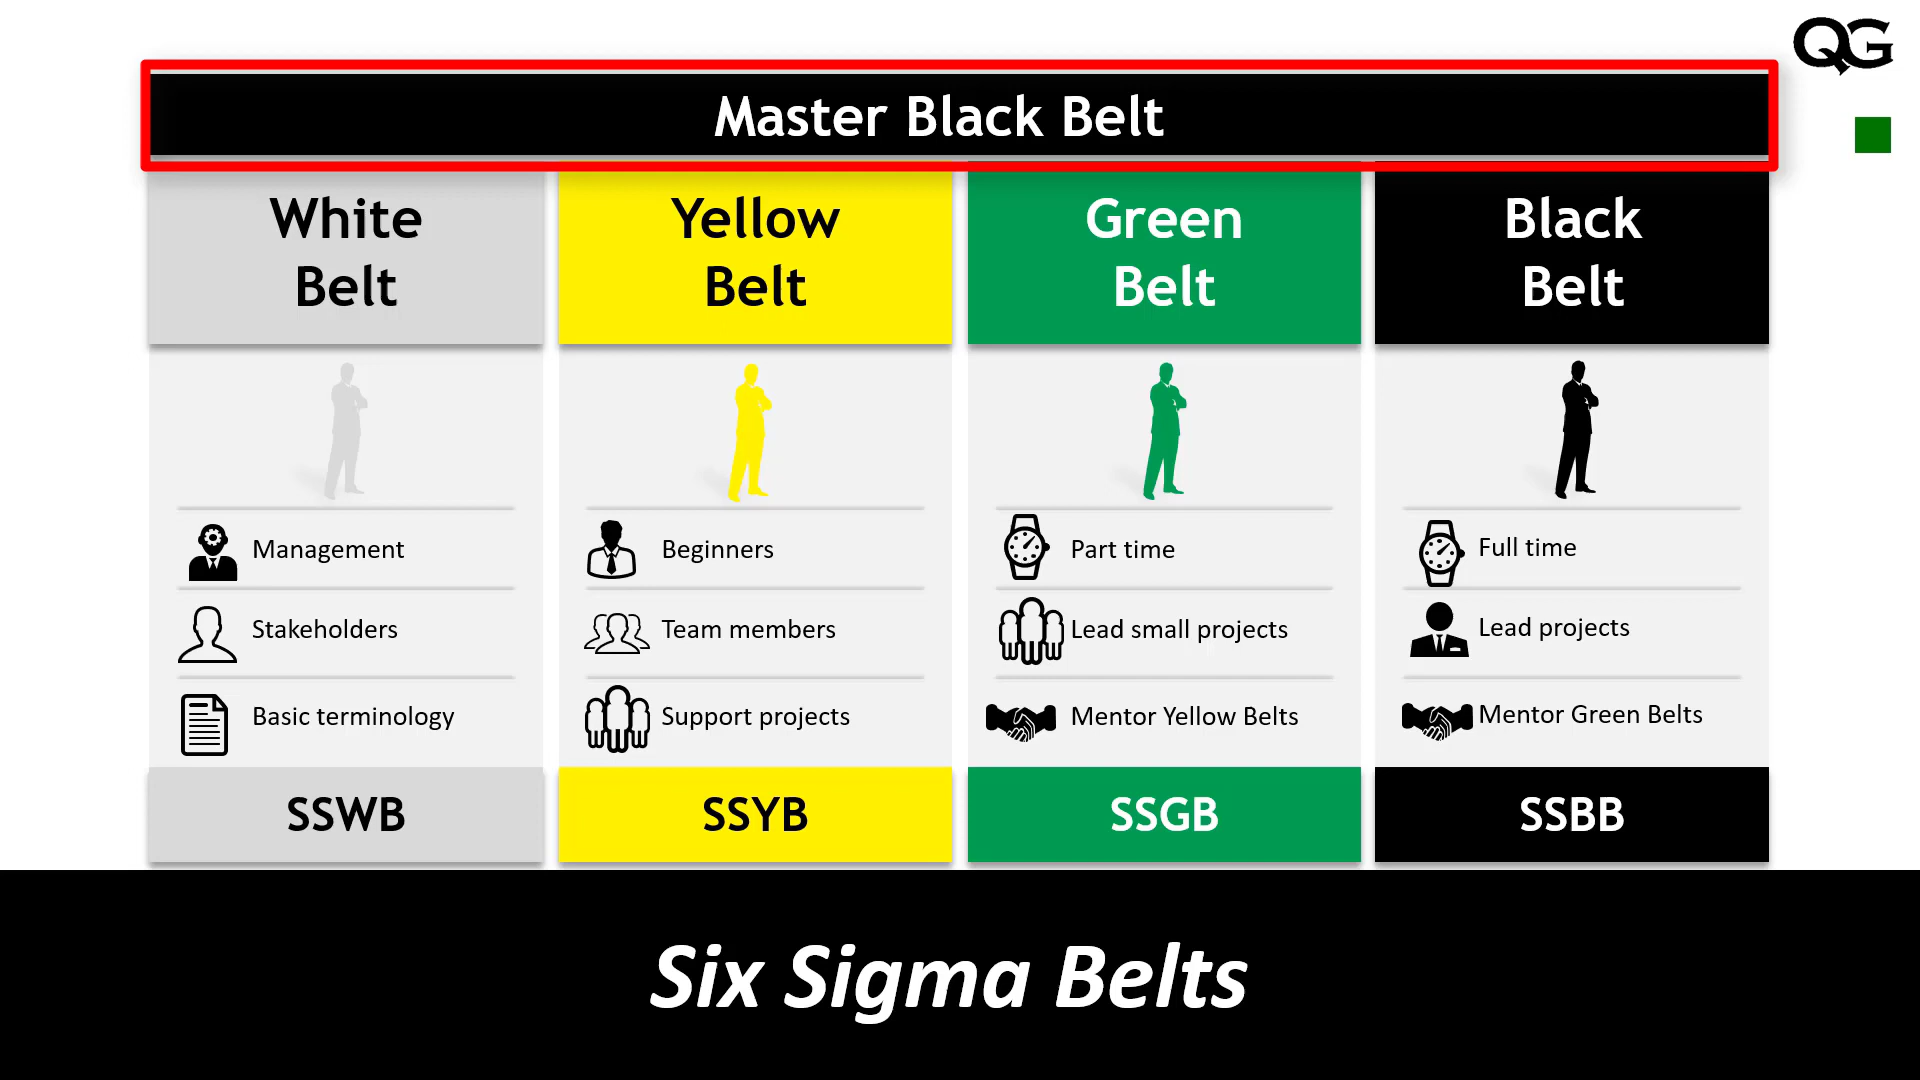 QG
Master Black Belt
White
Belt
Yellow
Belt
Green
Belt
Black
Belt
Management
Beginners
Part time
Full time
Stakeholders
Team members
Lead small projects
Lead projects
Basic terminology
Support projects
Mentor Yellow Belts
Mentor Green Belts
SSWB
SSYB
SSGB
SSBB
Six Sigma Belts